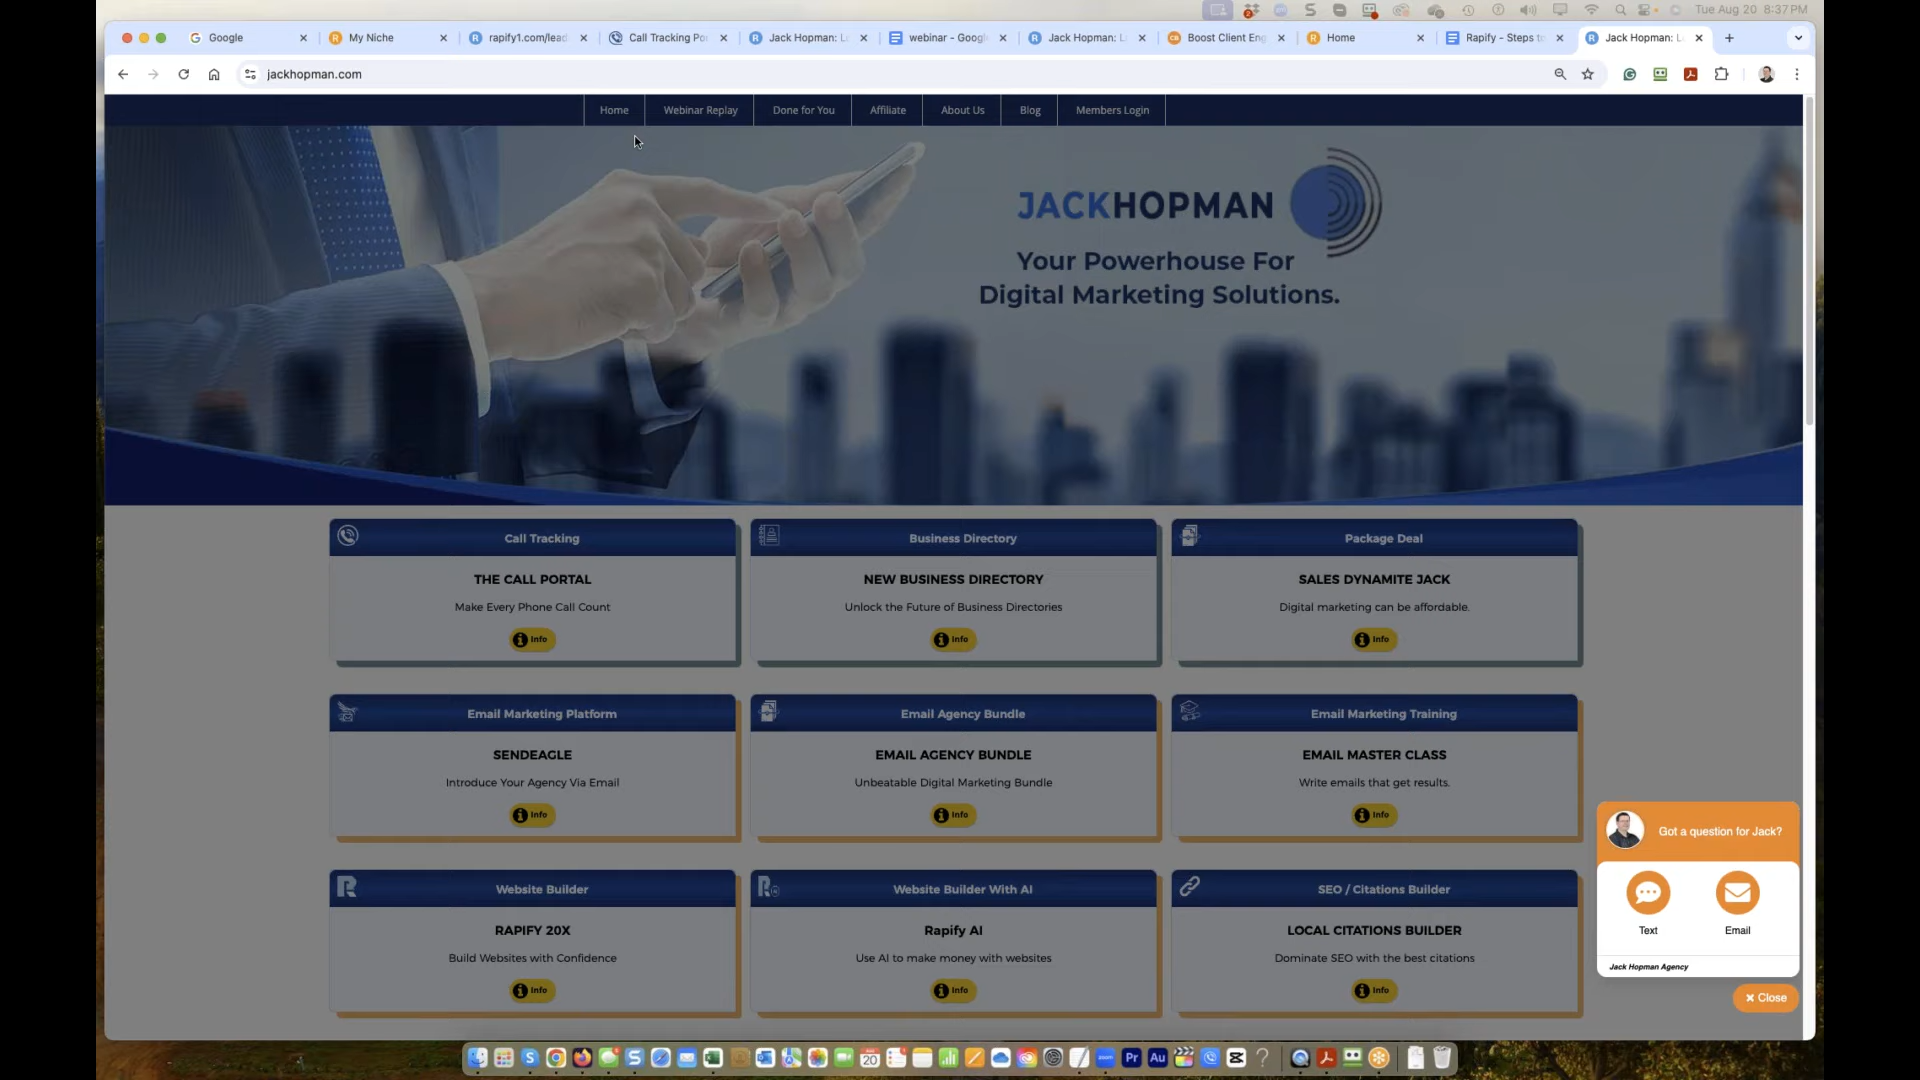 Tue Aug 20 8:37 PM
Google
My Niche
rapify1.com/lead
Call Tracking Po
Jack Hopman: L
webinar - Googl
Jack Hopman: L
Boost Client Eng
Home
Rapify - Steps to
Jack Hopman: L
jackhopman.com
Home
Webinar Replay
Done for You
Affiliate
About Us
Blog
Members Login
JACKHOPMAN
Your Powerhouse For
Digital Marketing Solutions.
Call Tracking
THE CALL PORTAL
Make Every Phone Call Count
Info
Business Directory
NEW BUSINESS DIRECTORY
Unlock the Future of Business Directories
Info
Package Deal
SALES DYNAMITE JACK
Digital marketing can be affordable.
Info
Email Marketing Platform
SENDEAGLE
Introduce Your Agency Via Email
Info
Email Agency Bundle
EMAIL AGENCY BUNDLE
Unbeatable Digital Marketing Bundle
Info
Email Marketing Training
EMAIL MASTER CLASS
Write emails that get results.
Info
Website Builder
RAPIFY 20X
Build Websites with Confidence
Info
Website Builder With AI
Rapify AI
Use AI to make money with websites
Info
SEO / Citations Builder
LOCAL CITATIONS BUILDER
Dominate SEO with the best citations
Info
Got a question for Jack?
Text
Email
Jack Hopman Agency
Close